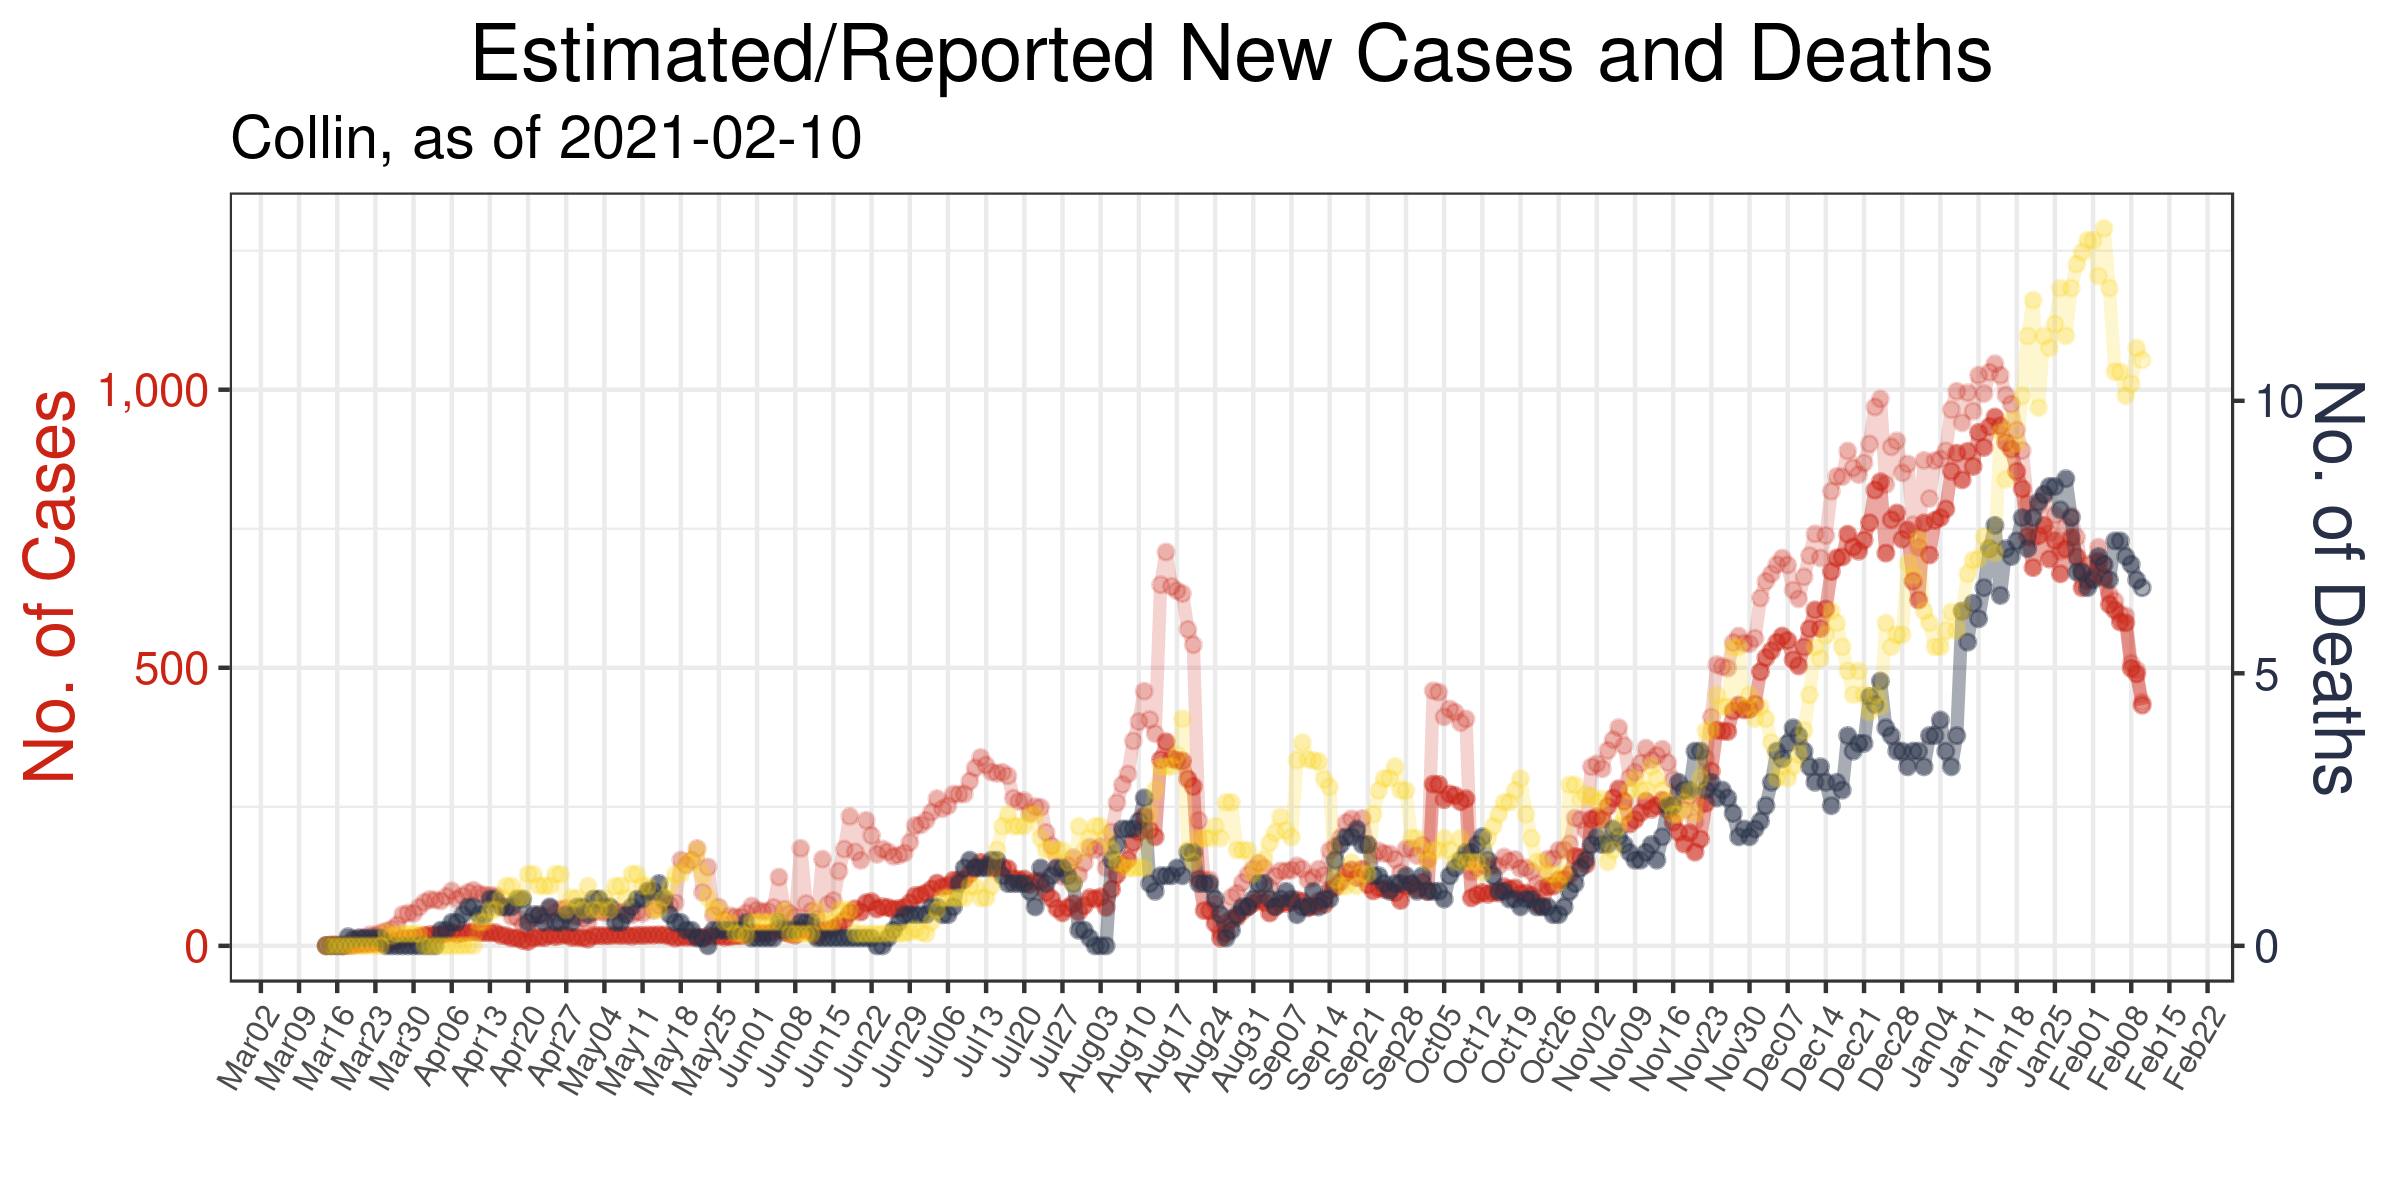 Estimated/Reported New Cases and Deaths
Collin, as of 2021-02-10
No. of Cases
1,000
500
0
10
5
0
No. of Deaths
Mar02 Mar09 Mar16 Mar23 Mar30 Apr06 Apr13 Apr20 Apr27 May04 May11 May18 May25 Jun01 Jun08 Jun15 Jun22 Jun29 Jul06 Jul13 Jul20 Jul27 Aug03 Aug10 Aug17 Aug24 Aug31 Sep07 Sep14 Sep21 Sep28 Oct05 Oct12 Oct19 Oct26 Nov02 Nov09 Nov16 Nov23 Nov30 Dec07 Dec14 Dec21 Dec28 Jan04 Jan11 Jan18 Jan25 Feb01 Feb08 Feb15 Feb22